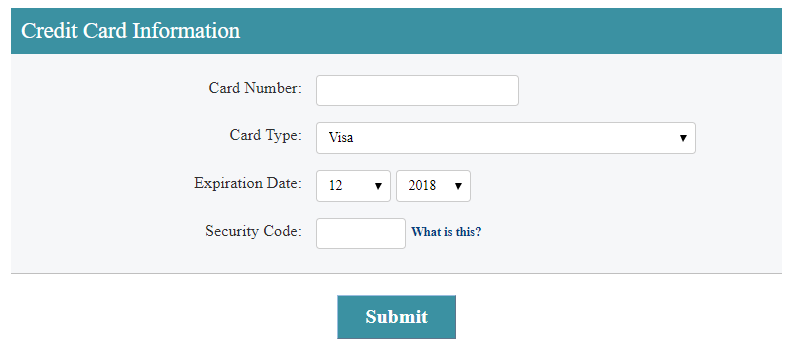 Credit Card Information
Card Number:
Card Type: Visa
Expiration Date: 12 2018
Security Code: What is this?
Submit